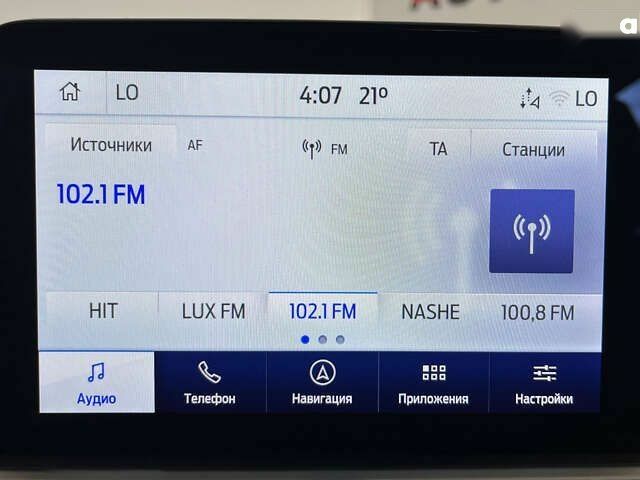 LO 4:07 21º LO
Источники AF FM TA Станции
102.1 FM
HIT LUX FM 102.1 FM NASHE 100,8 FM
Аудио Телефон Навигация Приложения Настройки